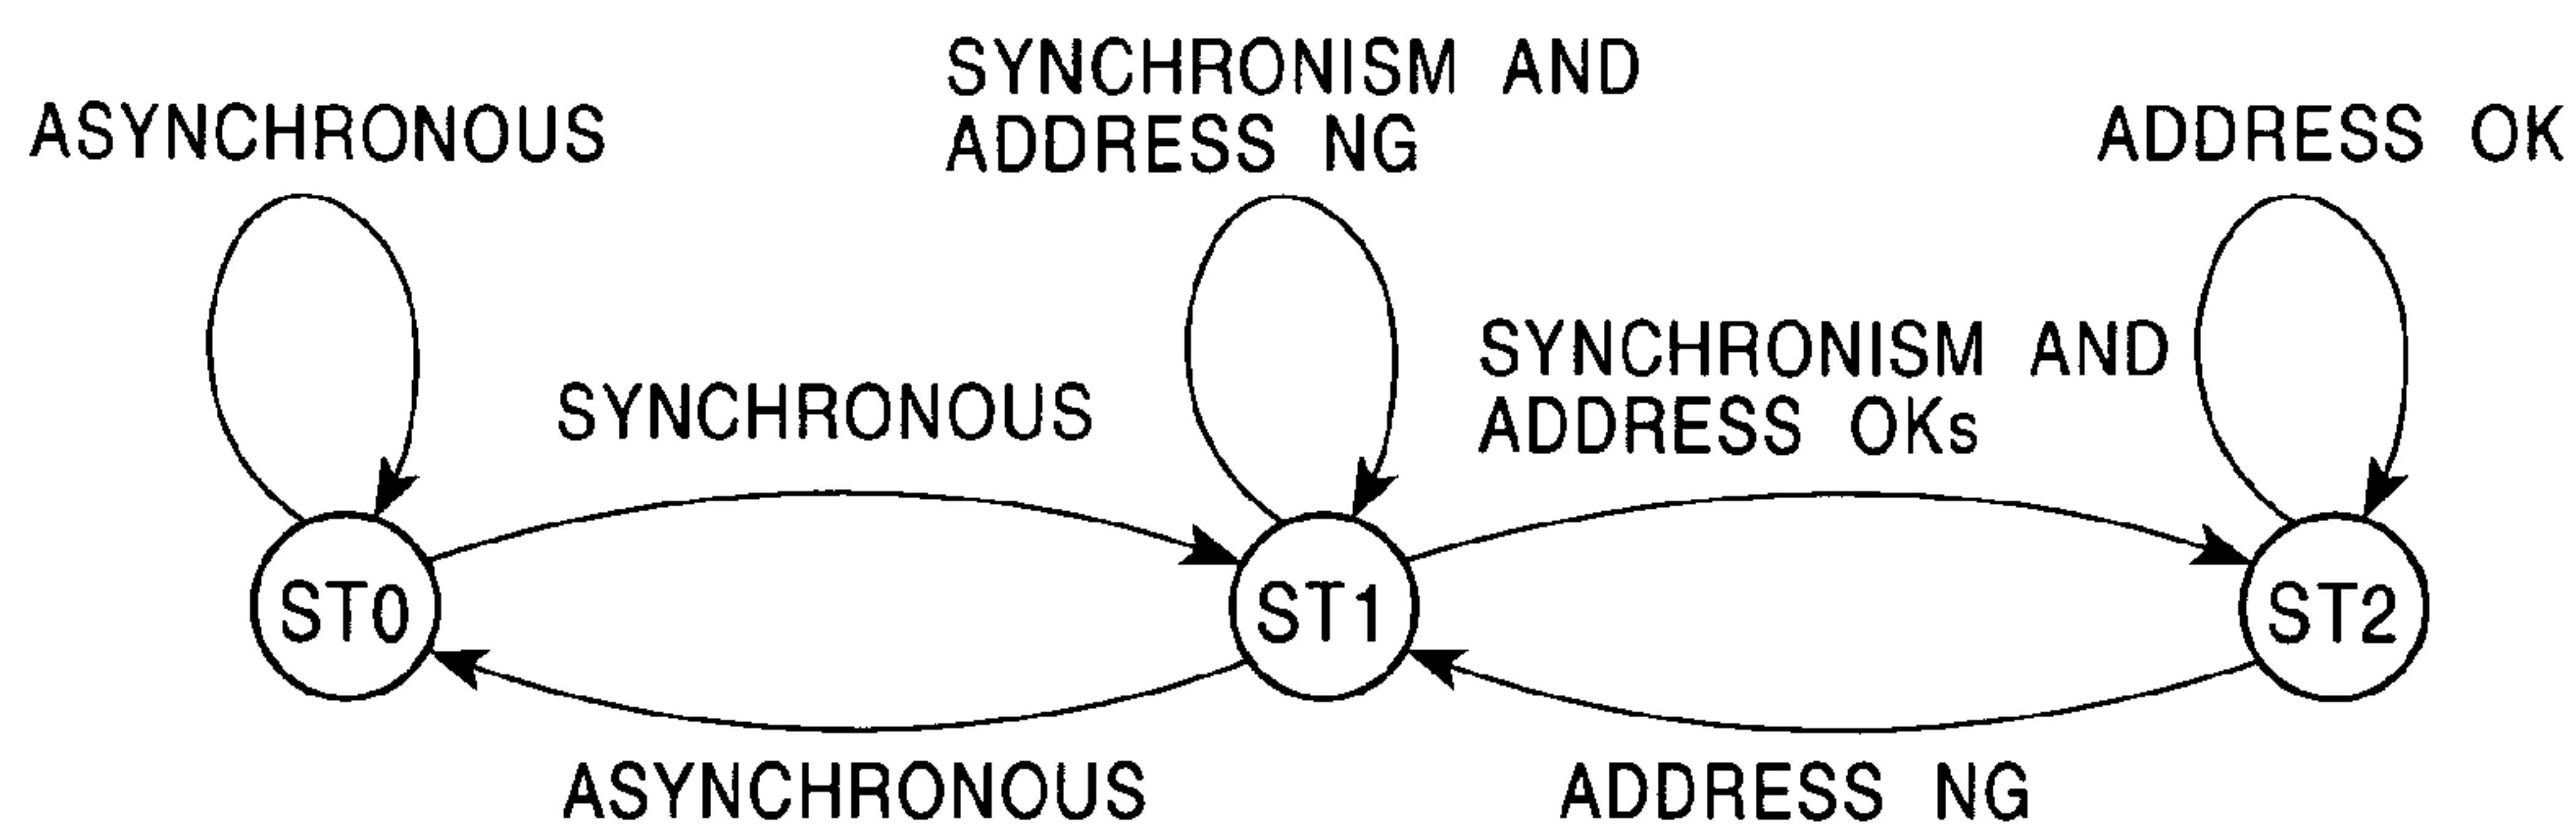 SYNCHRONISM AND
ADDRESS NG
ASYNCHRONOUS
ADDRESS OK
SYNCHRONISM AND
ADDRESS OKs
SYNCHRONOUS
ST0
ST1
ST2
ASYNCHRONOUS
ADDRESS NG